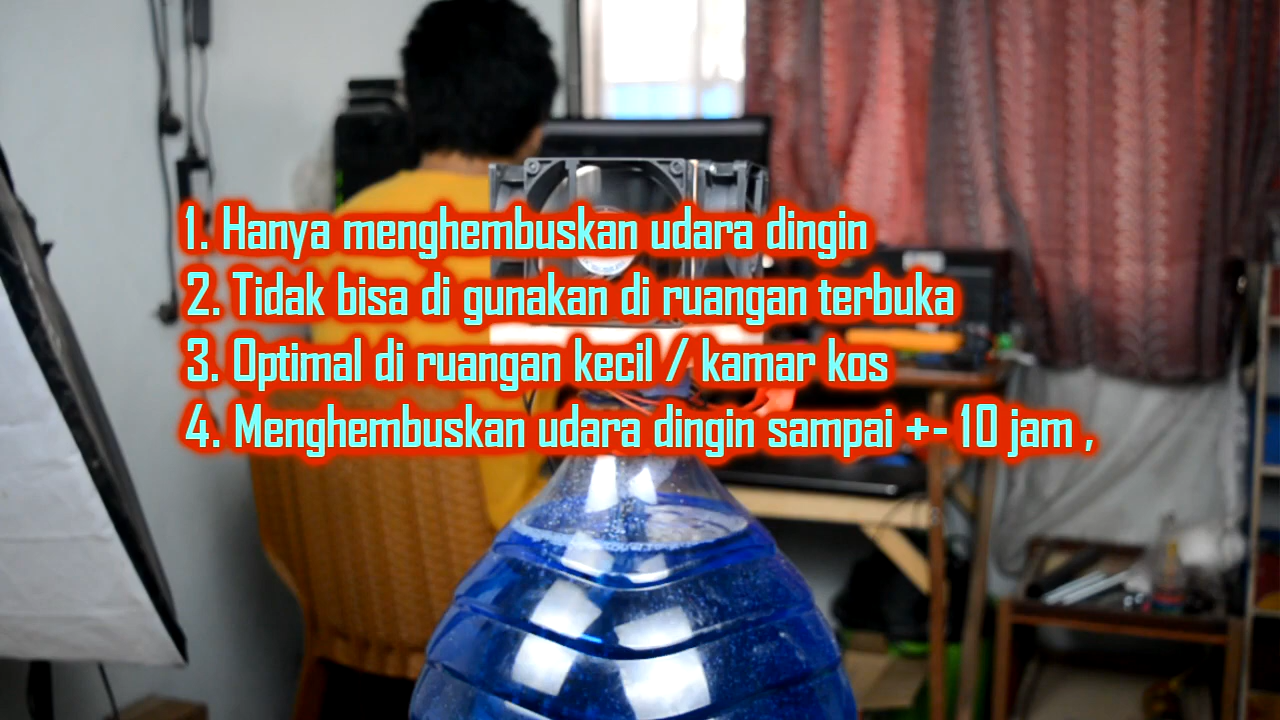 1. Hanya menghembuskan udara dingin
2. Tidak bisa di gunakan di ruangan terbuka
3. Optimal di ruangan kecil / kamar kos
4. Menghembuskan udara dingin sampai +- 10 jam ,